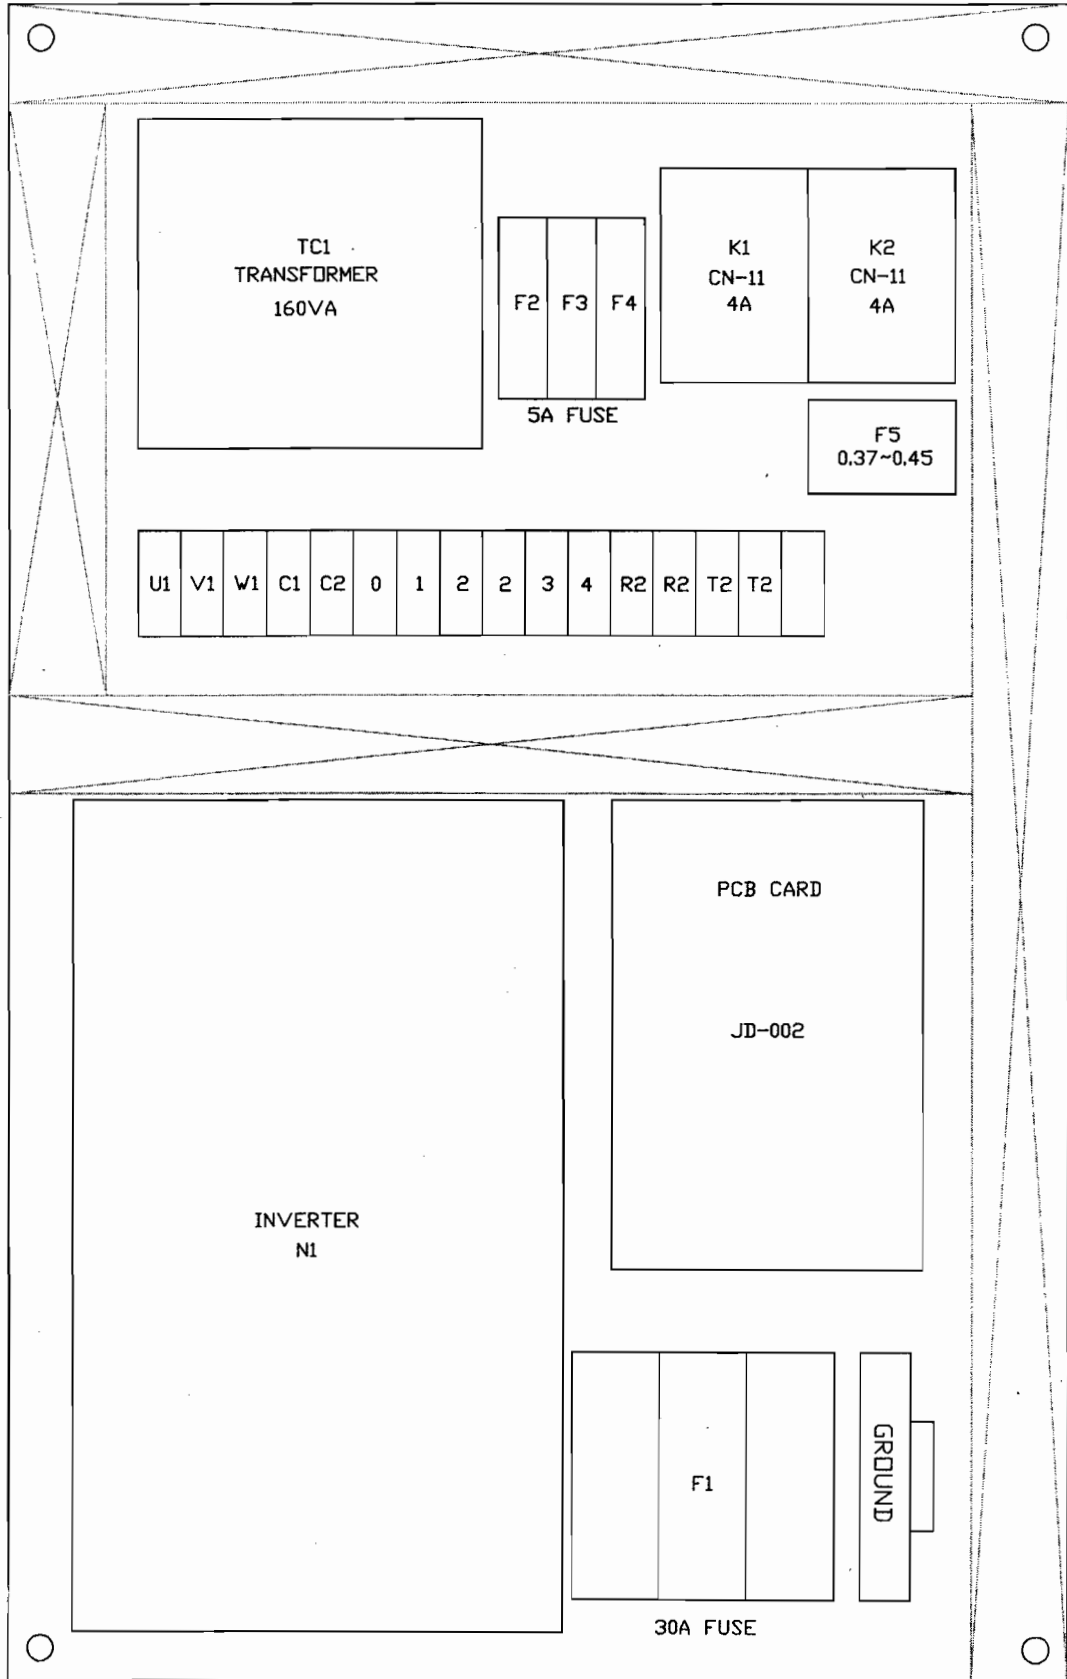 TC1
TRANSFORMER
160VA
F2 F3 F4
5A FUSE
K1
CN-11
4A
K2
CN-11
4A
F5
0.37~0.45
U1 V1 W1 C1 C2 0 1 2 2 3 4 R2 R2 T2 T2
PCB CARD
JD-002
INVERTER
N1
F1
30A FUSE
GROUND